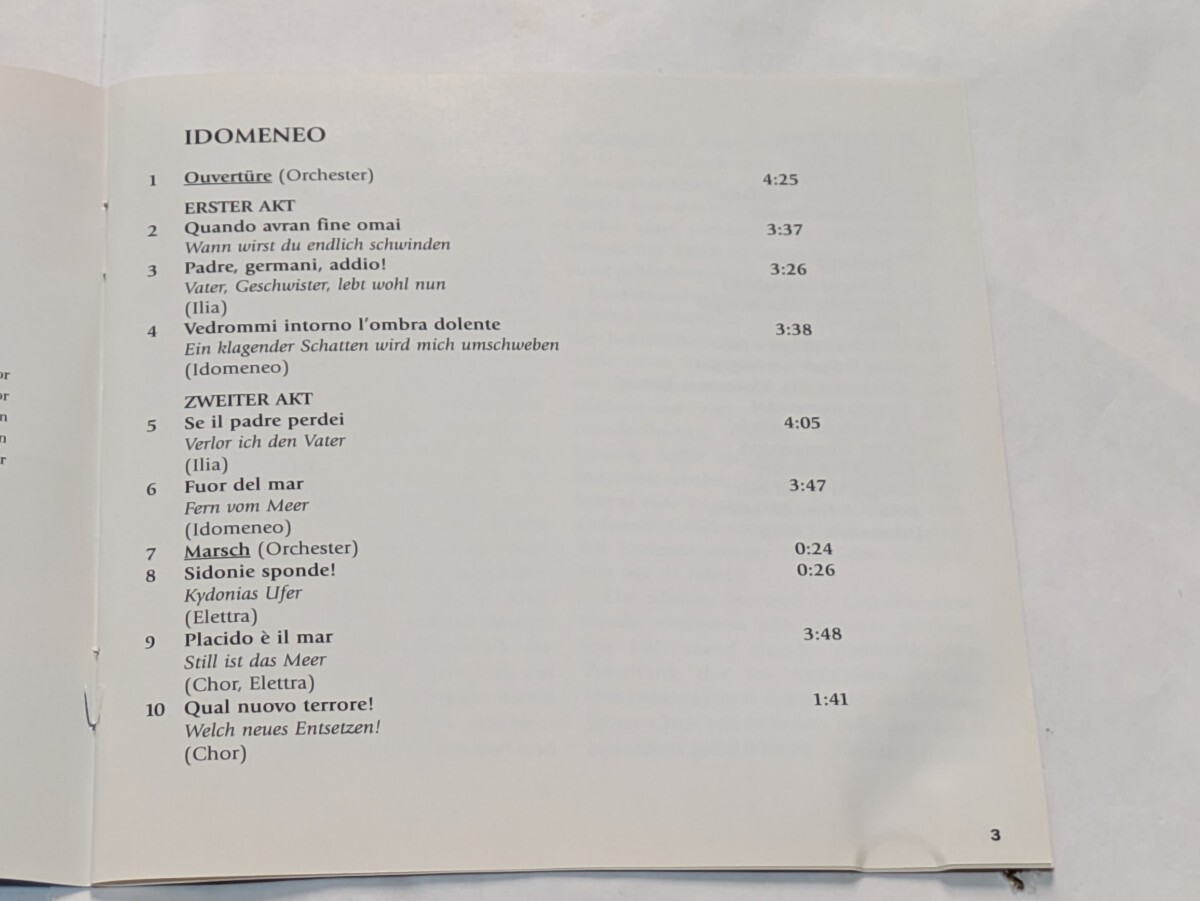 IDOMENEO
1 Ouvertüre (Orchester) 4:25
ERSTER AKT
2 Quando avran fine omai 3:37
Wann wirst du endlich schwinden
3 Padre, germani, addio! 3:26
Vater, Geschwister, lebt wohl nun
(Ilia)
4 Vedrommi intorno l'ombra dolente 3:38
Ein klagender Schatten wird mich umschweben
(Idomeneo)
ZWEITER AKT
5 Se il padre perdei 4:05
Verlor ich den Vater
(Ilia)
6 Fuor del mar 3:47
Fern vom Meer
(Idomeneo)
7 Marsch (Orchester) 0:24
8 Sidonie sponde! 0:26
Kydonias Ufer
(Elettra)
9 Placido è il mar 3:48
Still ist das Meer
(Chor, Elettra)
10 Qual nuovo terrore! 1:41
Welch neues Entsetzen!
(Chor)
3